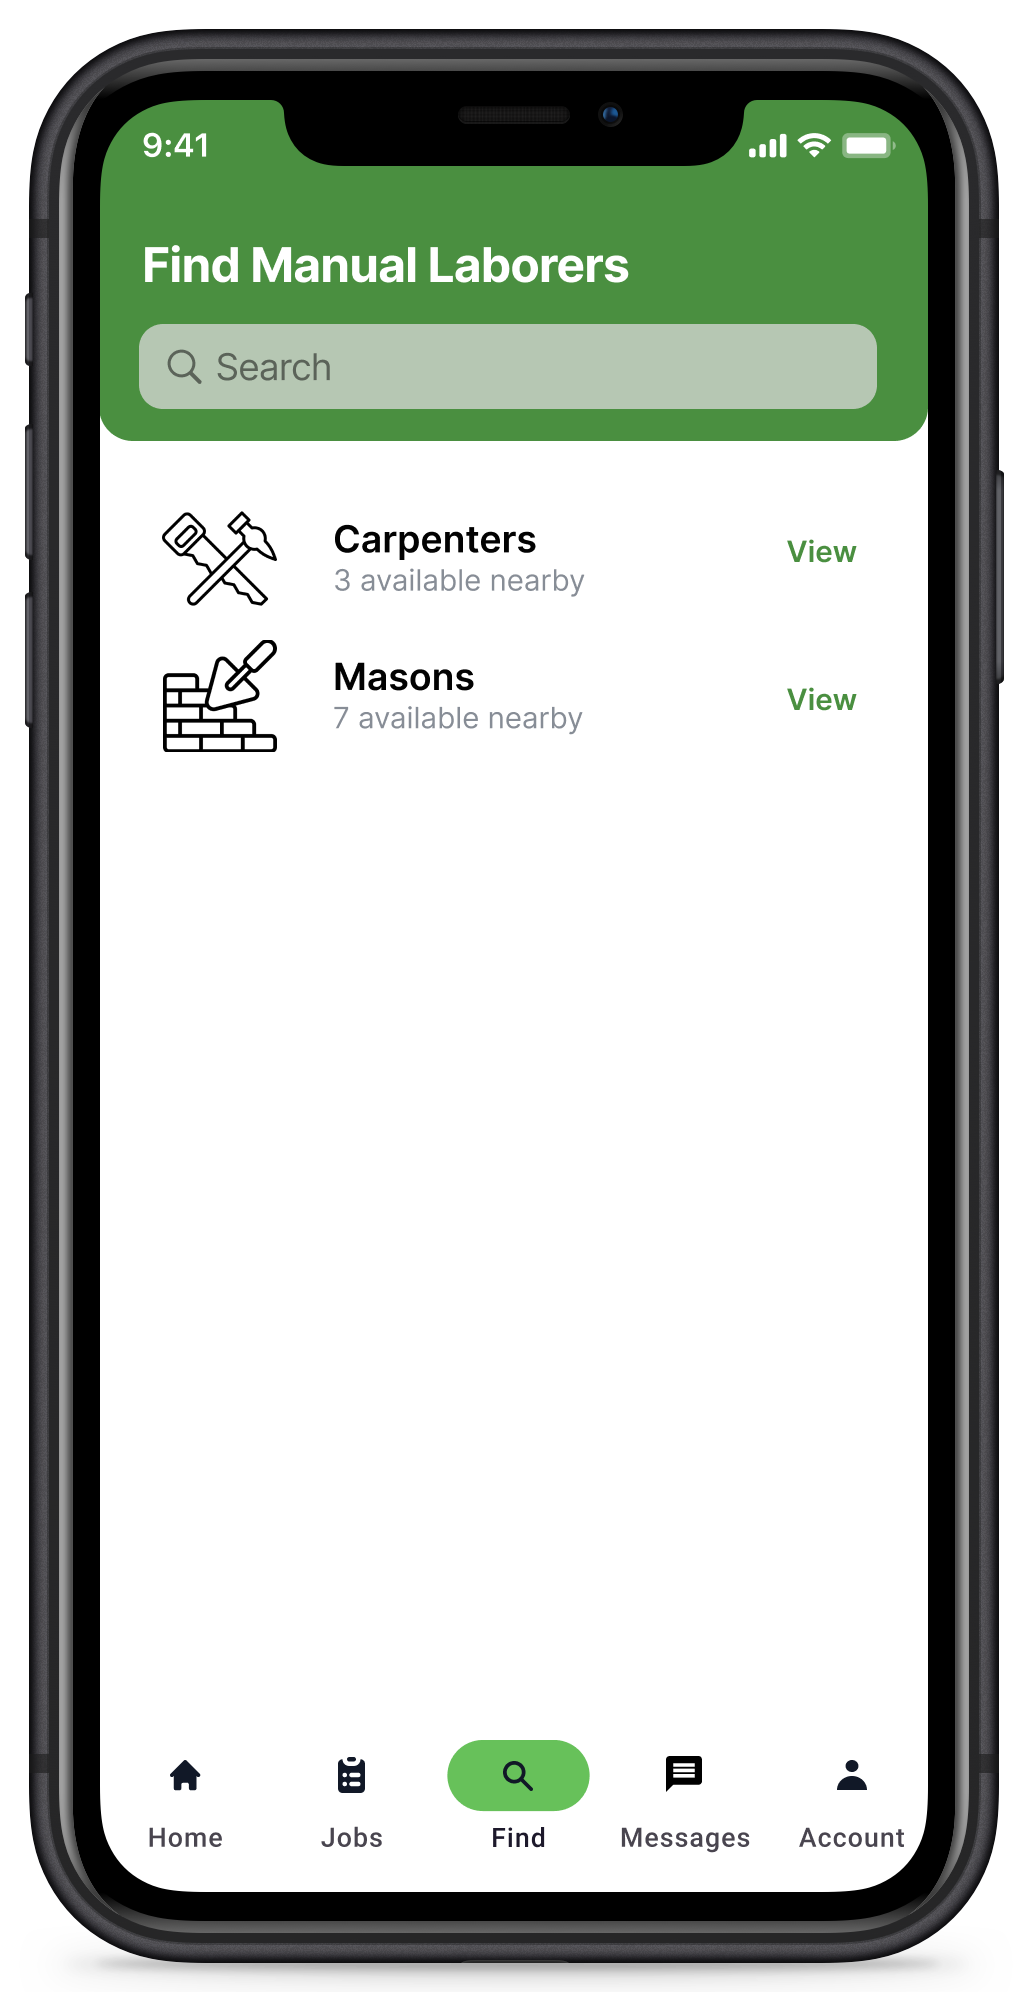 9:41
Find Manual Laborers
Search
Carpenters
3 available nearby
View
Masons
7 available nearby
View
Home
Jobs
Find
Messages
Account